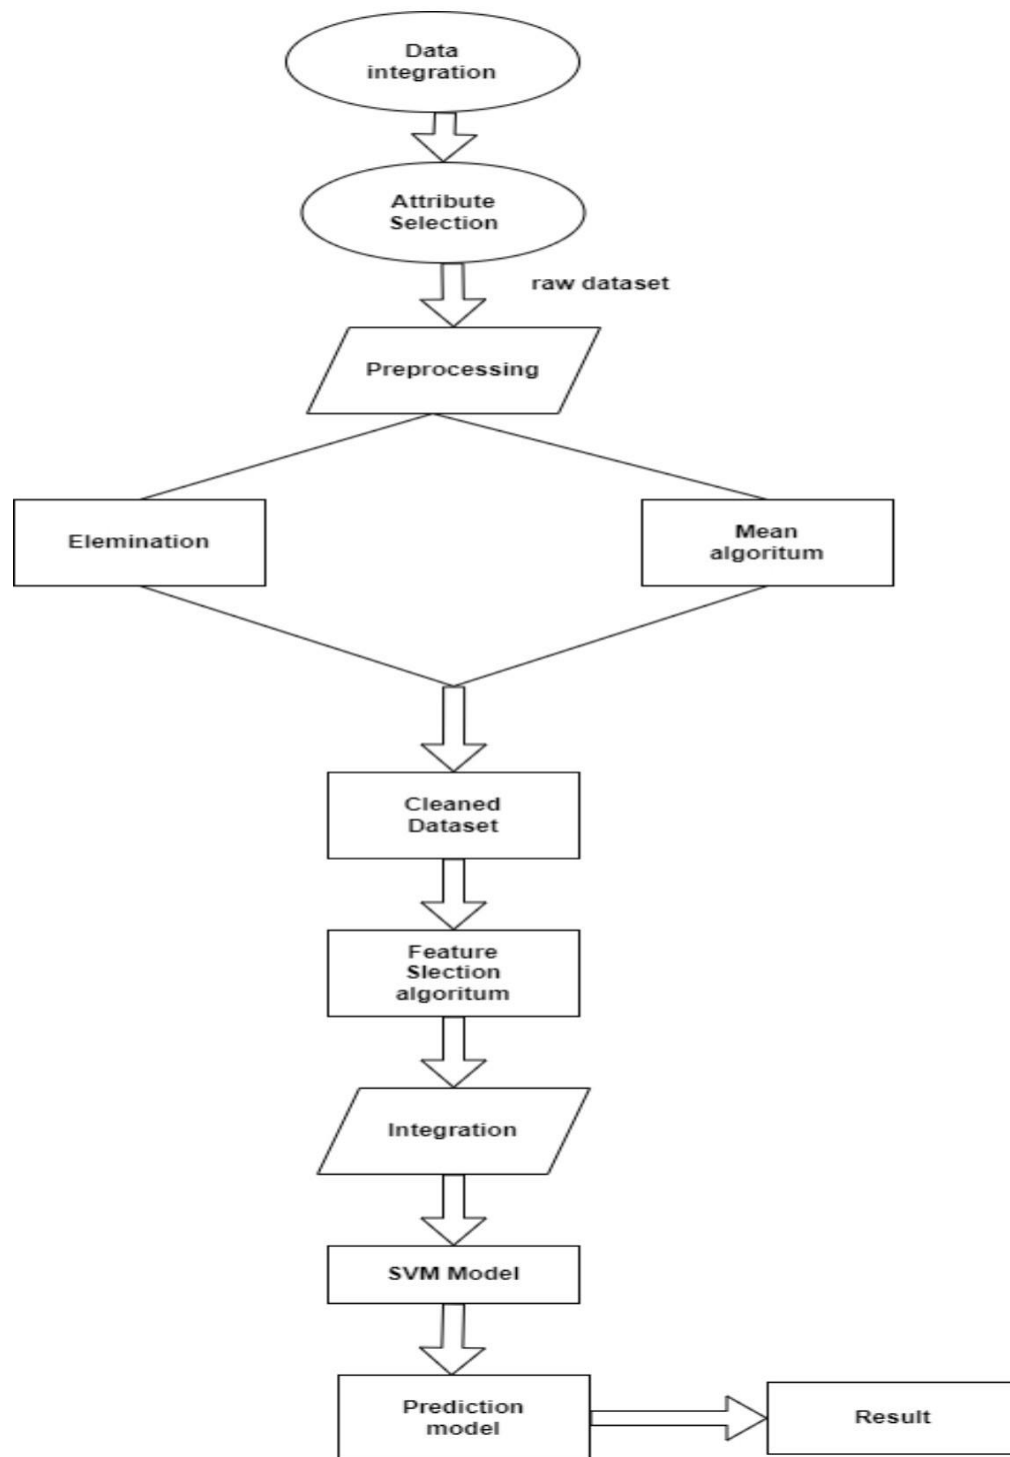 Data
integration
Attribute
Selection
raw dataset
Preprocessing
Elemination
Mean
algoritum
Cleaned
Dataset
Feature
Slection
algoritum
Integration
SVM Model
Prediction
model
Result